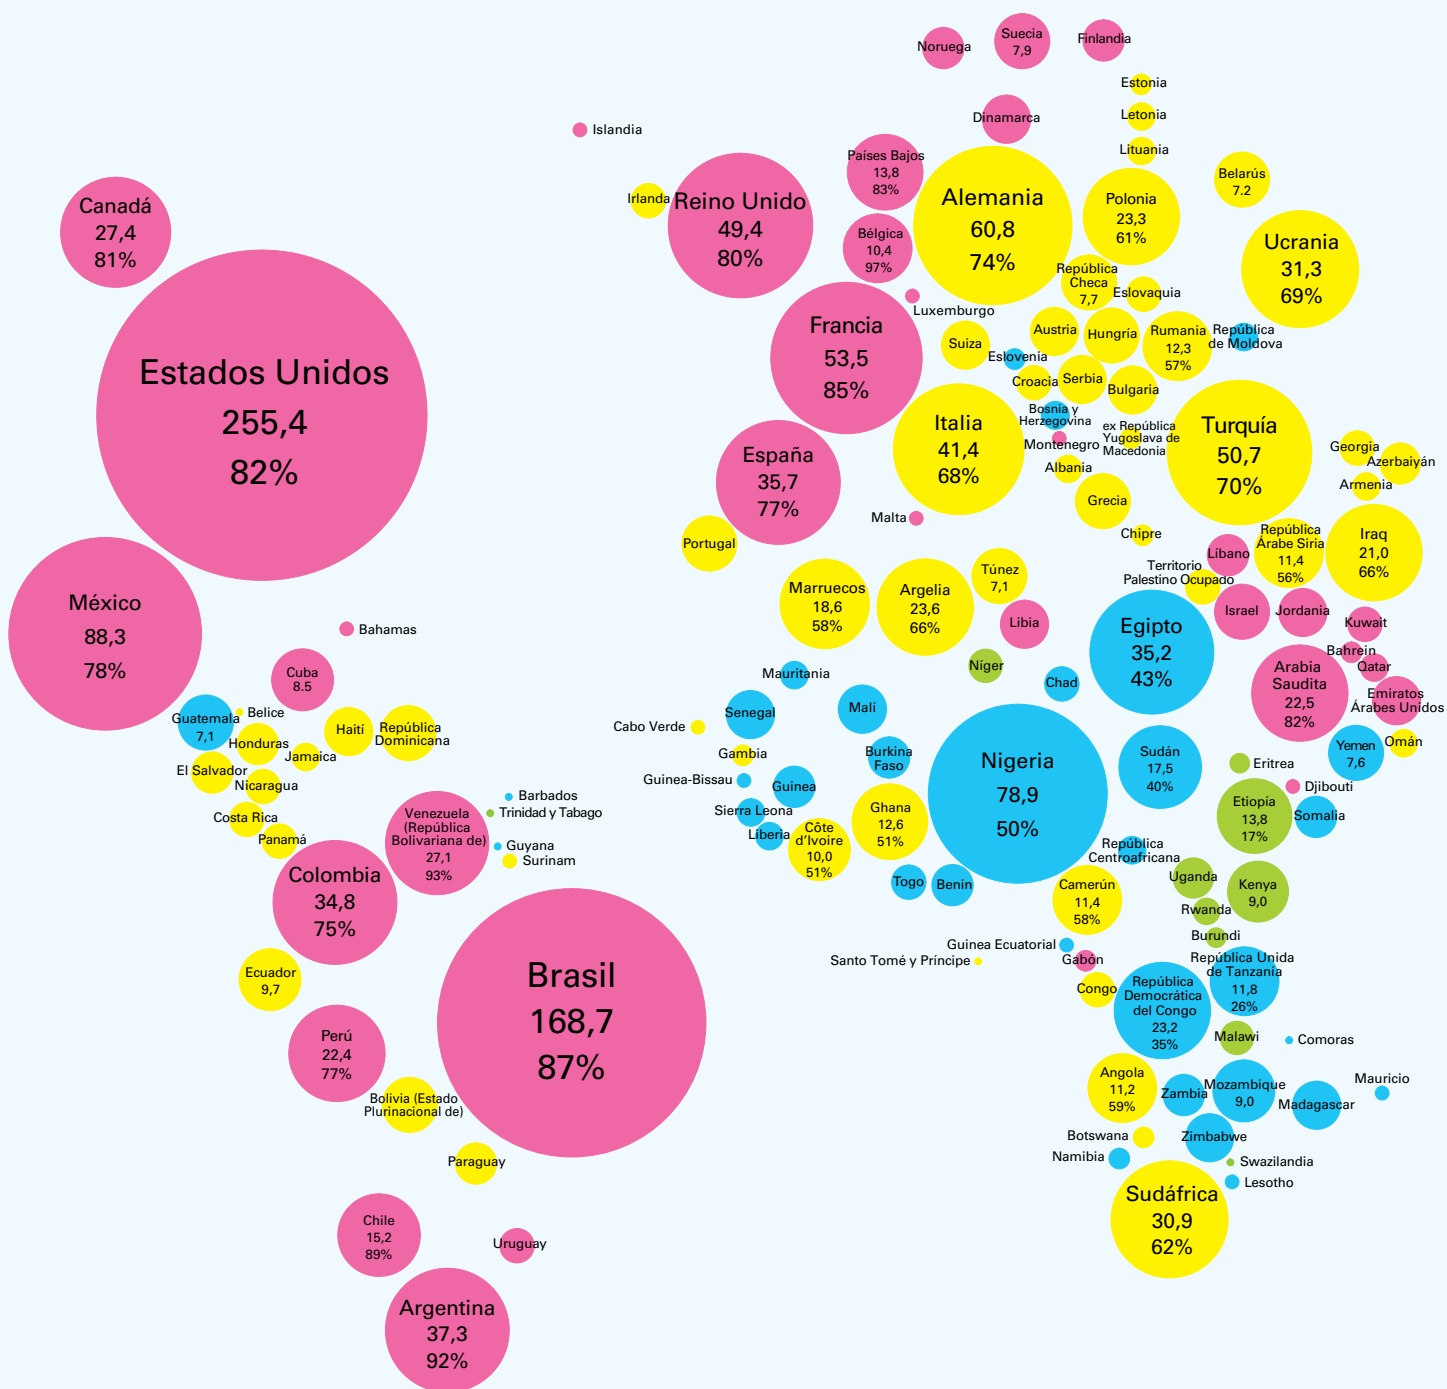 Noruega
Suecia
7,9
Finlandia
Estonia
Letonia
Lituania
Islandia
Dinamarca
Países Bajos
13,8
83%
Belarús
7.2
Canadá
27,4
81%
Irlanda
Reino Unido
49,4
80%
Alemania
60,8
74%
Polonia
23,3
61%
Bélgica
10,4
97%
Ucrania
31,3
69%
República
Checa
7,7
Eslovaquia
Luxemburgo
Francia
53,5
85%
Suiza
Austria
Hungría
Rumania
12,3
57%
República
de Moldova
Eslovenia
Croacia
Serbia
Bulgaria
Estados Unidos
255,4
82%
Italia
41,4
68%
Bosnia y
Herzegovina
Montenegro
ex República
Yugoslava de
Macedonia
Turquía
50,7
70%
Georgia
Azerbaiyán
Armenia
Albania
España
35,7
77%
Grecia
Malta
Chipre
Portugal
Líbano
República
Árabe Siria
11,4
56%
Iraq
21,0
66%
Territorio
Palestino Ocupado
Túnez
7,1
Marruecos
18,6
58%
Argelia
23,6
66%
Libia
Israel
Jordania
Kuwait
México
88,3
78%
Bahamas
Egipto
35,2
43%
Bahrein
Qatar
Cuba
8.5
Níger
Chad
Mauritania
Arabia
Saudita
22,5
82%
Emiratos
Árabes Unidos
Guatemala
7,1
Belice
Honduras
Jamaica
Haití
República
Dominicana
El Salvador
Nicaragua
Costa Rica
Panamá
Senegal
Malí
Cabo Verde
Gambia
Burkina
Faso
Guinea-Bissau
Guinea
Nigeria
78,9
50%
Sudán
17,5
40%
Yemen
7,6
Omán
Eritrea
Djibouti
Etiopía
13,8
17%
Somalia
Barbados
Trinidad y Tabago
Venezuela
(República
Bolivariana de)
27,1
93%
Guyana
Surinam
Sierra Leona
Liberia
Côte
d’Ivoire
10,0
51%
Ghana
12,6
51%
República
Centroafricana
Colombia
34,8
75%
Togo
Benin
Camerún
11,4
58%
Uganda
Kenya
9,0
Rwanda
Burundi
Guinea Ecuatorial
Santo Tomé y Príncipe
Gabón
Congo
República Unida
de Tanzanía
11,8
26%
Ecuador
9,7
Brasil
168,7
87%
República
Democrática
del Congo
23,2
35%
Malawi
Comoras
Perú
22,4
77%
Bolivia (Estado
Plurinacional de)
Angola
11,2
59%
Zambia
Mozambique
9,0
Madagascar
Mauricio
Botswana
Namibia
Zimbabwe
Swazilandia
Lesotho
Paraguay
Sudáfrica
30,9
62%
Chile
15,2
89%
Uruguay
Argentina
37,3
92%